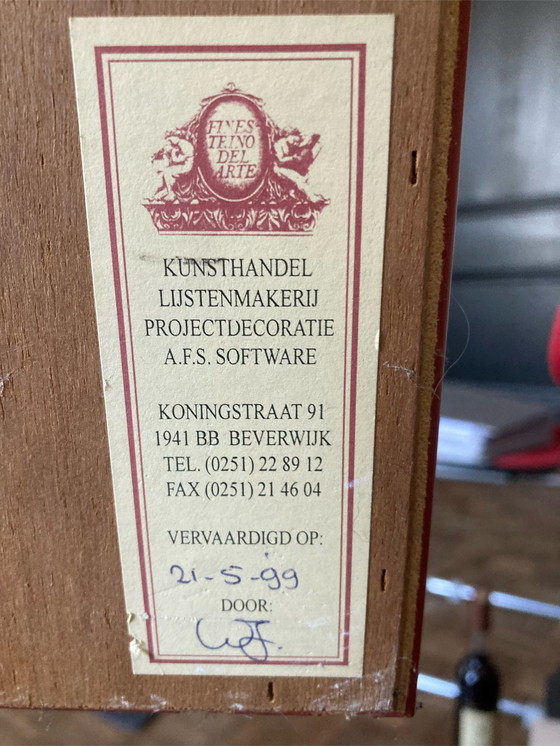 FINES
TRINO
DEL
ARTE
KUNSTHANDEL
LIJSTENMAKERIJ
PROJECTDECORATIE
A.F.S. SOFTWARE
KONINGSTRAAT 91
1941 BB BEVERWIJK
TEL. (0251) 22 89 12
FAX (0251) 21 46 04
VERVAARDIGD OP:
21-5-99
DOOR: